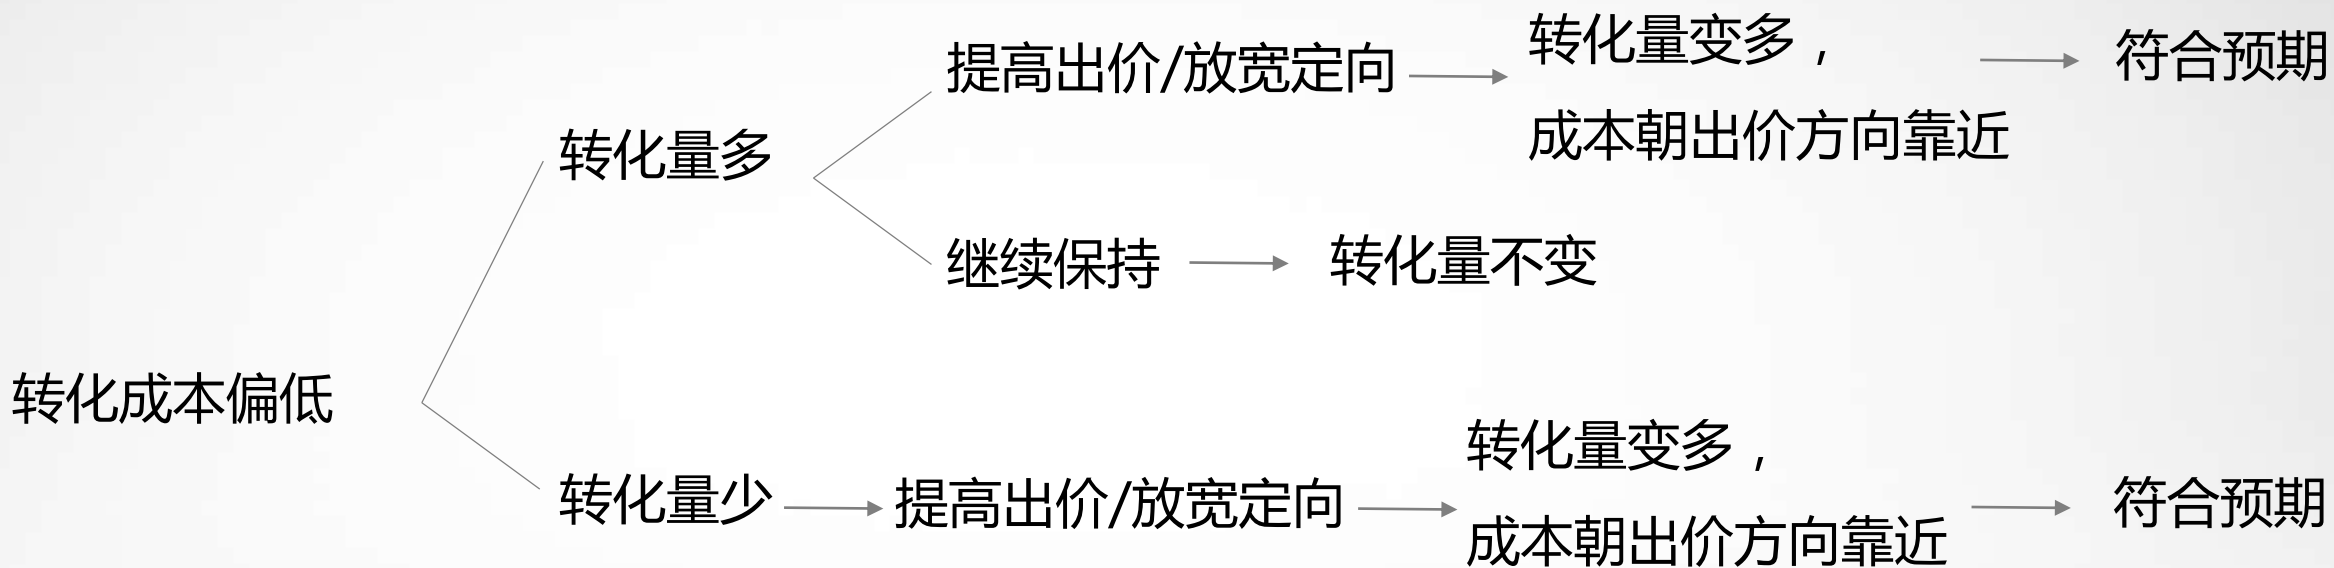 转化成本偏低
转化量多
提高出价/放宽定向
转化量变多，
成本朝出价方向靠近
符合预期
继续保持
转化量不变
转化量少
提高出价/放宽定向
转化量变多，
成本朝出价方向靠近
符合预期